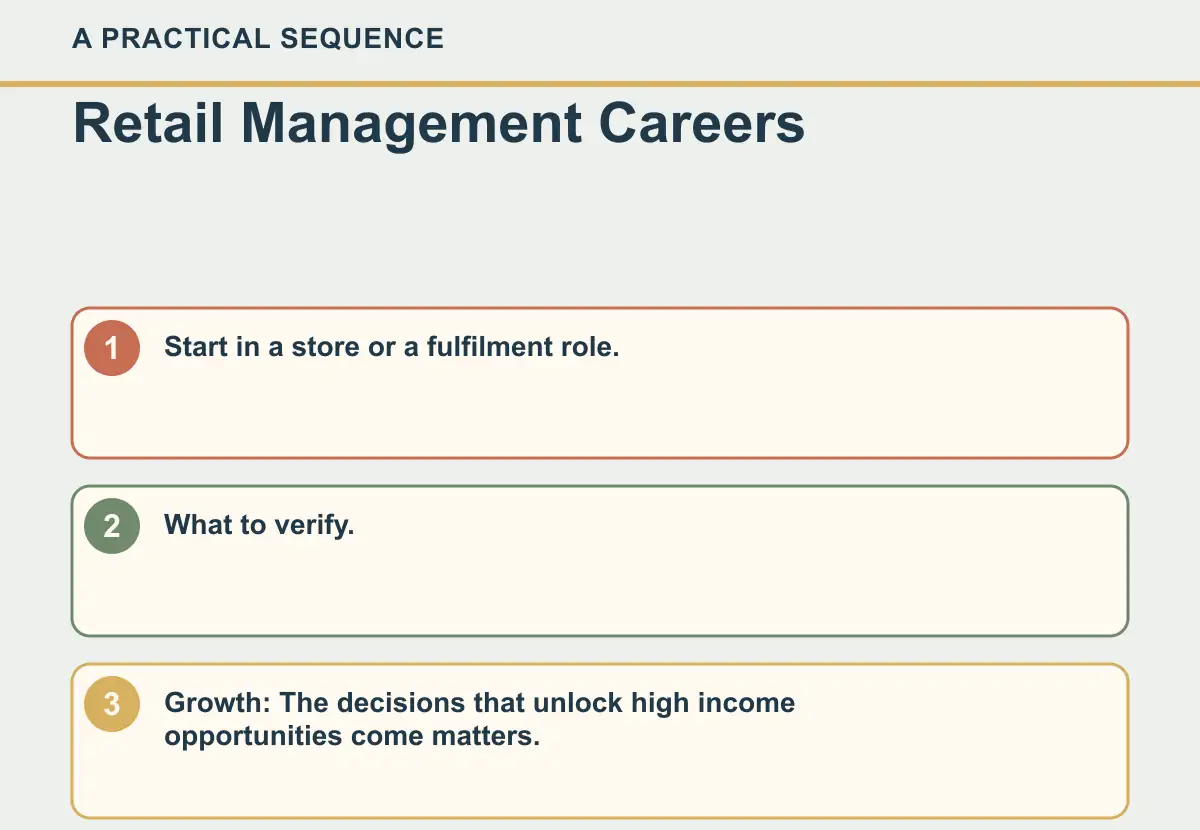 A PRACTICAL SEQUENCE
Retail Management Careers
1
Start in a store or a fulfilment role.
2
What to verify.
3
Growth: The decisions that unlock high income
opportunities come matters.